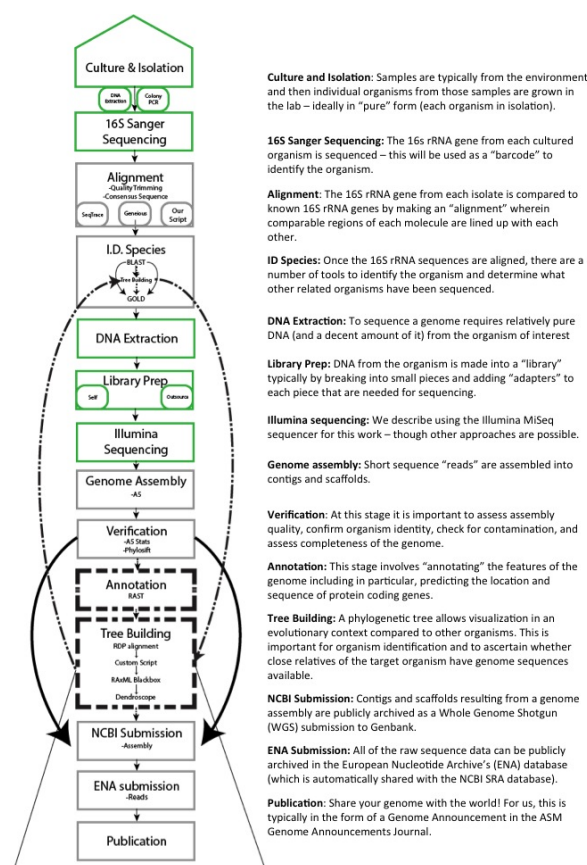 Culture & Isolation
DNA
Extraction
Colony
PCR
16S Sanger
Sequencing
Alignment
-Quality Trimming
-Consensus Sequence
SeqTrace
Geneious
Our
Script
I.D. Species
BLAST
Tree Building
GOLD
DNA Extraction
Library Prep
Self
Outsource
Illumina
Sequencing
Genome Assembly
-A5
Verification
-A5 Stats
-Phylosift
Annotation
RAST
Tree Building
RDP alignment
Custom Script
RAxML Blackbox
Dendroscope
NCBI Submission
-Assembly
ENA submission
-Reads
Publication
Culture and Isolation: Samples are typically from the environment
and then individual organisms from those samples are grown in
the lab – ideally in “pure” form (each organism in isolation).
16S Sanger Sequencing: The 16s rRNA gene from each cultured
organism is sequenced – this will be used as a “barcode” to
identify the organism.
Alignment: The 16S rRNA gene from each isolate is compared to
known 16S rRNA genes by making an “alignment” wherein
comparable regions of each molecule are lined up with each
other.
ID Species: Once the 16S rRNA sequences are aligned, there are a
number of tools to identify the organism and determine what
other related organisms have been sequenced.
DNA Extraction: To sequence a genome requires relatively pure
DNA (and a decent amount of it) from the organism of interest
Library Prep: DNA from the organism is made into a “library”
typically by breaking into small pieces and adding “adapters” to
each piece that are needed for sequencing.
Illumina sequencing: We describe using the Illumina MiSeq
sequencer for this work – though other approaches are possible.
Genome assembly: Short sequence “reads” are assembled into
contigs and scaffolds.
Verification: At this stage it is important to assess assembly
quality, confirm organism identity, check for contamination, and
assess completeness of the genome.
Annotation: This stage involves “annotating” the features of the
genome including in particular, predicting the location and
sequence of protein coding genes.
Tree Building: A phylogenetic tree allows visualization in an
evolutionary context compared to other organisms. This is
important for organism identification and to ascertain whether
close relatives of the target organism have genome sequences
available.
NCBI Submission: Contigs and scaffolds resulting from a genome
assembly are publicly archived as a Whole Genome Shotgun
(WGS) submission to Genbank.
ENA Submission: All of the raw sequence data can be publicly
archived in the European Nucleotide Archive’s (ENA) database
(which is automatically shared with the NCBI SRA database).
Publication: Share your genome with the world! For us, this is
typically in the form of a Genome Announcement in the ASM
Genome Announcements Journal.